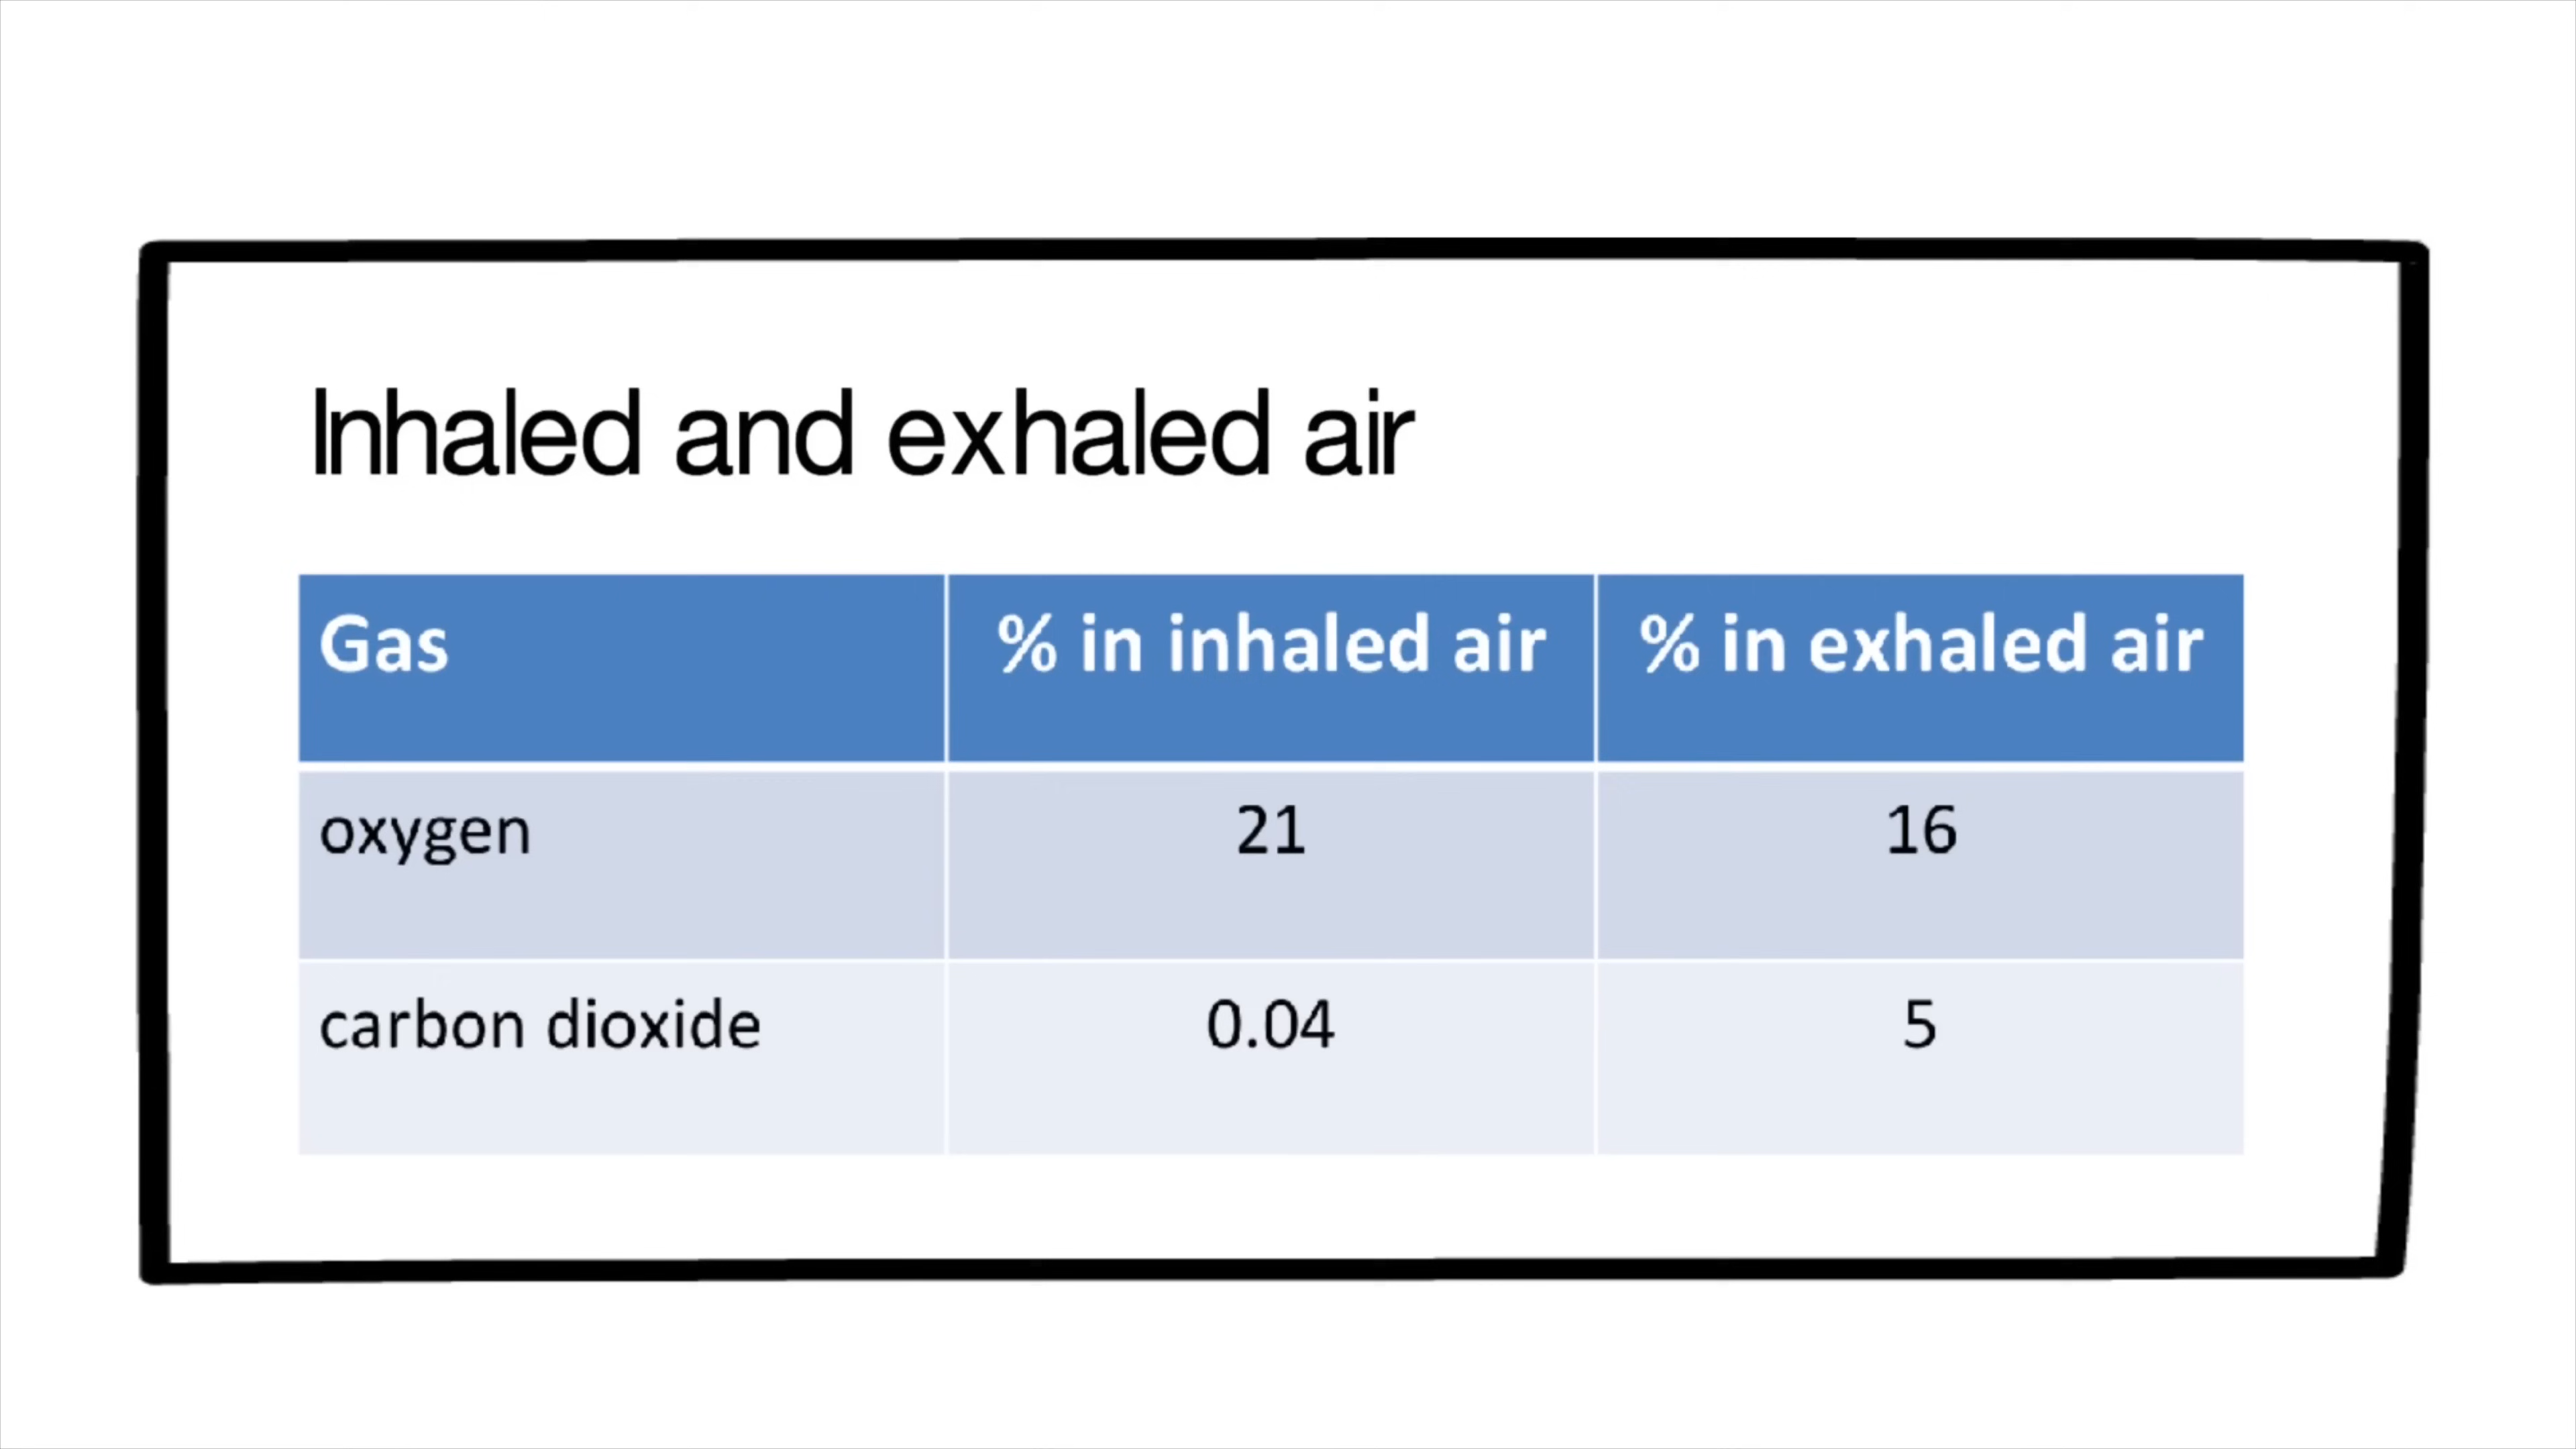 Inhaled and exhaled air
Gas % in inhaled air % in exhaled air
oxygen 21 16
carbon dioxide 0.04 5